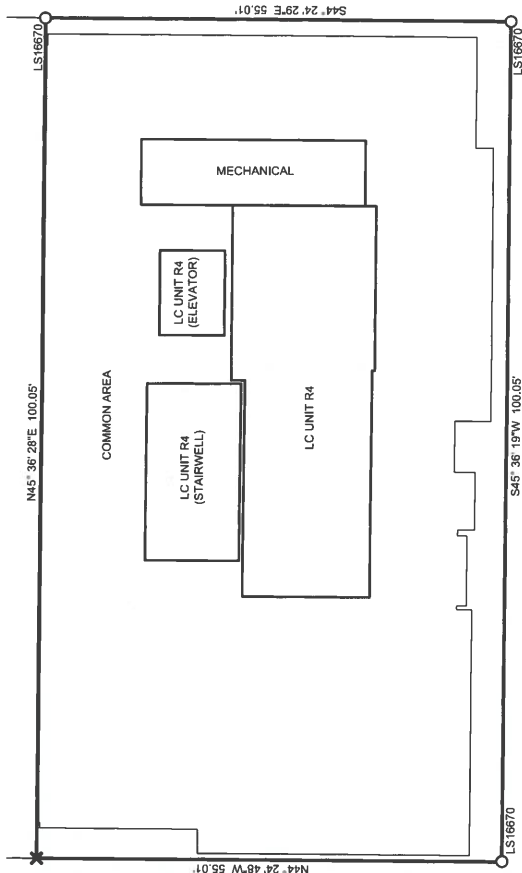 S44° 24' 29"E 55.01'
LS16670
LS16670
MECHANICAL
LC UNIT R4
(ELEVATOR)
N45° 36' 28"E 100.05'
COMMON AREA
LC UNIT R4
(STAIRWELL)
LC UNIT R4
S45° 36' 19"W 100.05'
LS16670
N44° 24' 48"W 55.01'